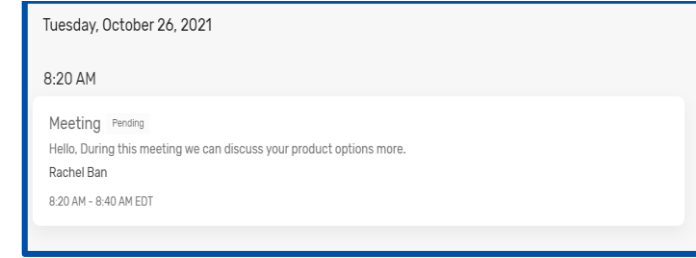 Tuesday, October 26, 2021
8:20 AM
Meeting Pending
Hello, During this meeting we can discuss your product options more.
Rachel Ban
8:20 AM - 8:40 AM EDT